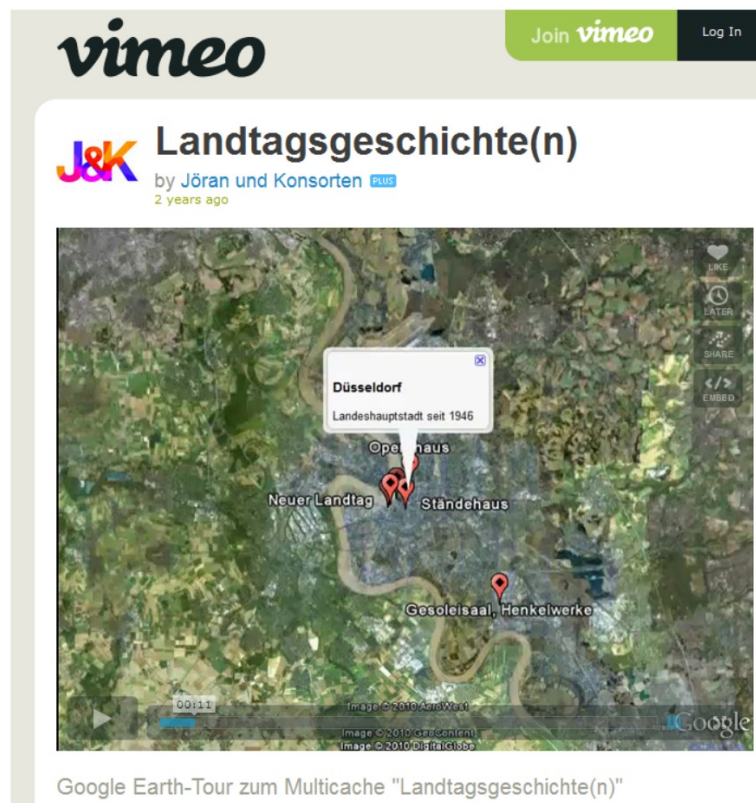 vimeo
Join vimeo
Log In
J&K
Landtagsgeschichte(n)
by Jöran und Konsorten PLUS
2 years ago
LIKE
LATER
SHARE
</>
EMBED
Düsseldorf
Landeshauptstadt seit 1946
Neuer Landtag
Ständehaus
Gesoleisaal, Henkelwerke
00:11
Image © 2010 AeroWest
Image © 2010 GeoContent
Image © 2010 DigitalGlobe
Google
Google Earth-Tour zum Multicache "Landtagsgeschichte(n)"